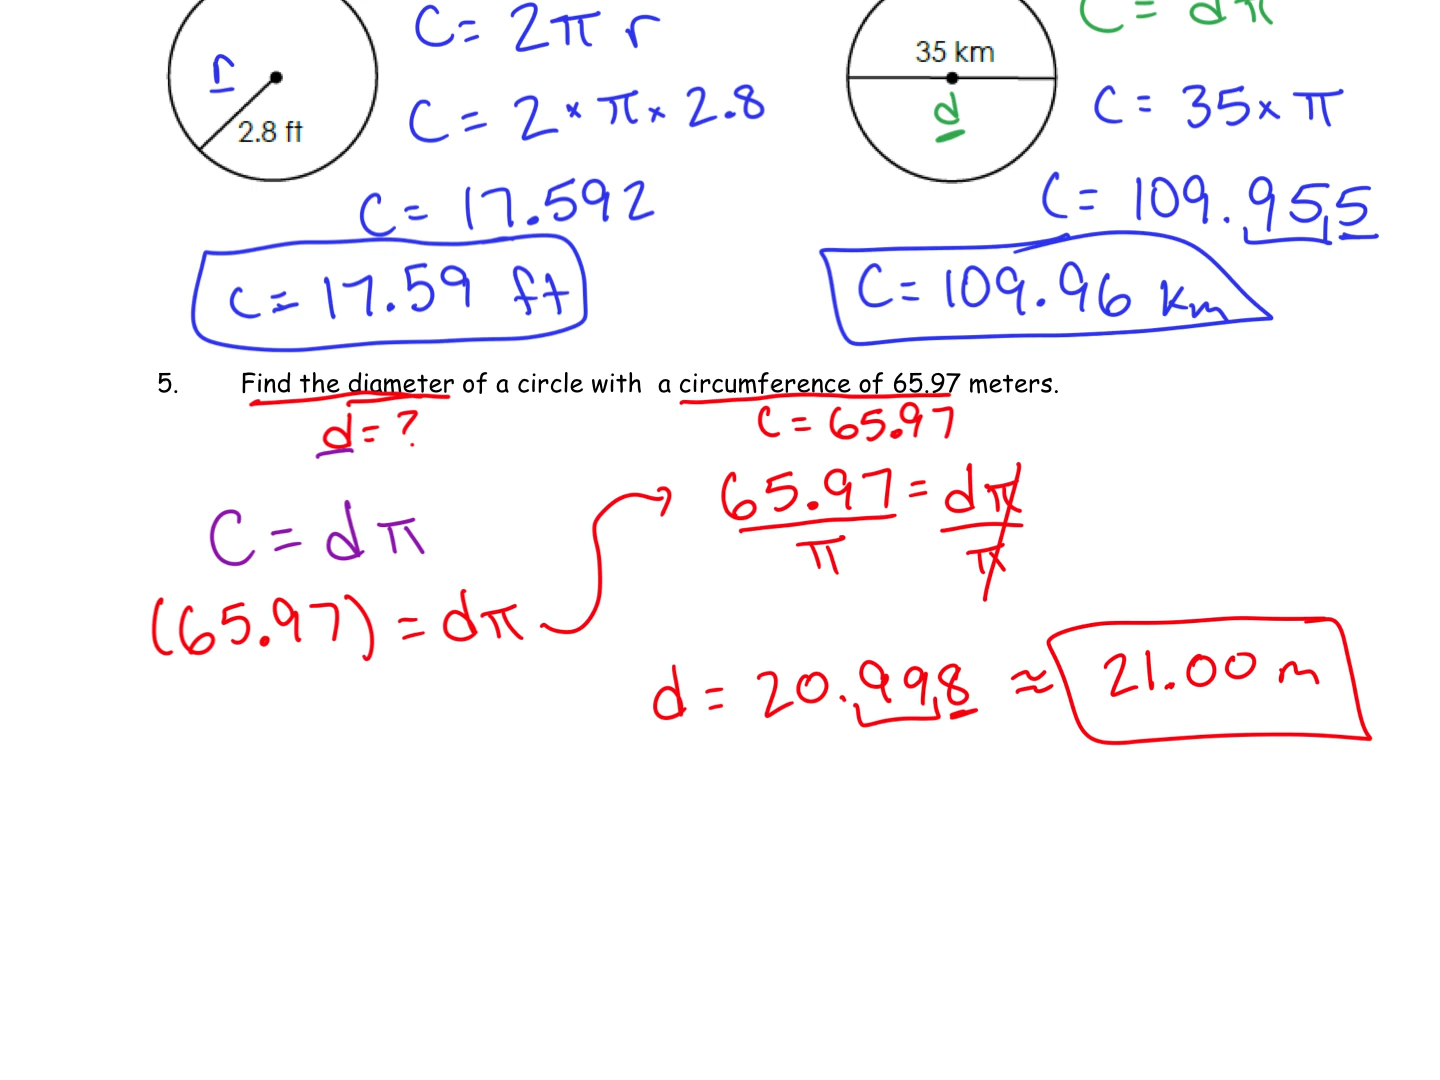 r
2.8 ft
C = 2π r
C = 2 × π × 2.8
C = 17.592
C = 17.59 ft
35 km
d
C = dπ
C = 35 × π
C = 109.955
C = 109.96 km
5. Find the diameter of a circle with a circumference of 65.97 meters.
d = ?
C = 65.97
C = dπ
(65.97) = dπ
65.97 = dπ
π π
d = 20.998 ≈ 21.00 m